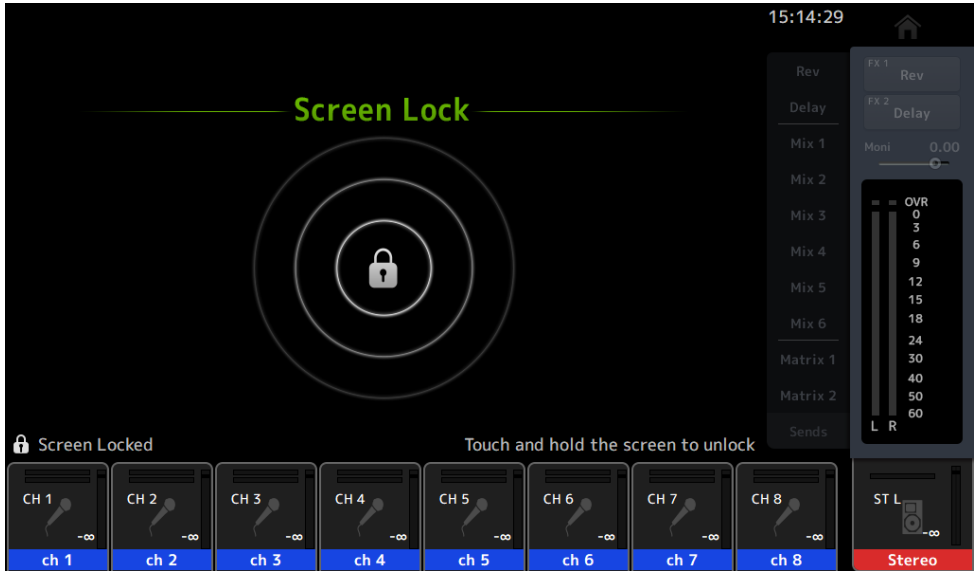 15:14:29
Screen Lock
Rev
Delay
Mix 1
Mix 2
Mix 3
Mix 4
Mix 5
Mix 6
Matrix 1
Matrix 2
Sends
FX 1
Rev
FX 2
Delay
Moni 0.00
OVR
0
3
6
9
12
15
18
24
30
40
50
60
L R
Screen Locked
Touch and hold the screen to unlock
CH 1 CH 2 CH 3 CH 4 CH 5 CH 6 CH 7 CH 8 ST L
-∞ -∞ -∞ -∞ -∞ -∞ -∞ -∞ -∞
ch 1 ch 2 ch 3 ch 4 ch 5 ch 6 ch 7 ch 8 Stereo